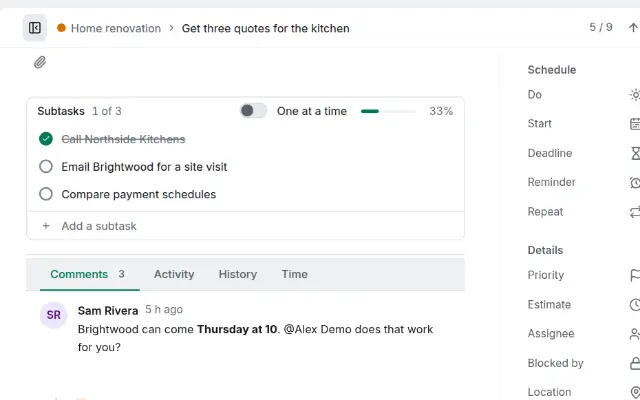 Home renovation > Get three quotes for the kitchen
5 / 9
Subtasks 1 of 3 One at a time 33%
Call Northside Kitchens
Email Brightwood for a site visit
Compare payment schedules
+ Add a subtask
Comments 3 Activity History Time
SR
Sam Rivera 5 h ago
Brightwood can come Thursday at 10. @Alex Demo does that work
for you?
Schedule
Do
Start
Deadline
Reminder
Repeat
Details
Priority
Estimate
Assignee
Blocked by
Location